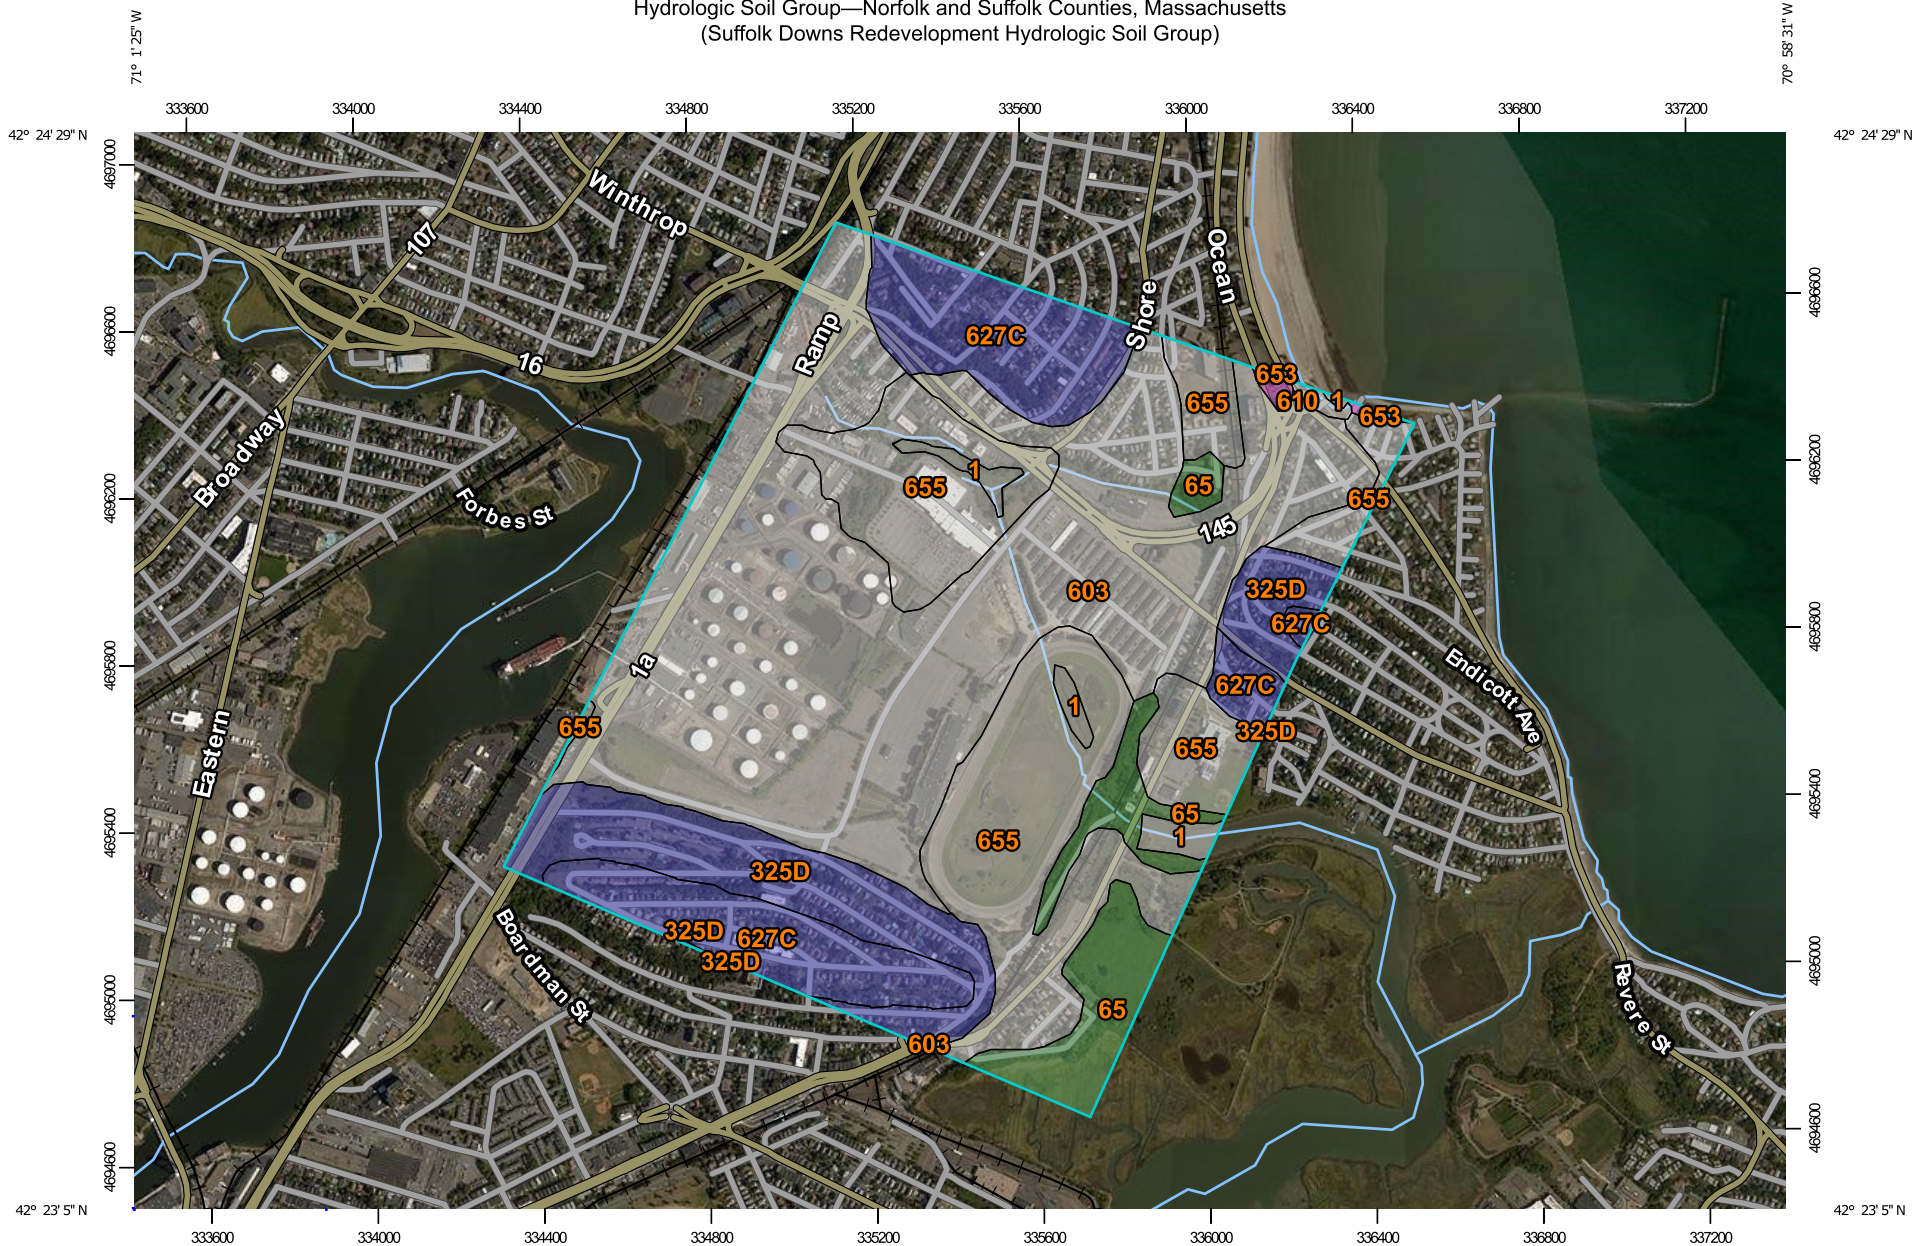 Hydrologic Soil Group—Norfolk and Suffolk Counties, Massachusetts
(Suffolk Downs Redevelopment Hydrologic Soil Group)
71° 1' 25" W
70° 58' 31" W
333600 334000 334400 334800 335200 335600 336000 336400 336800 337200
42° 24' 29" N
42° 24' 29" N
4697000
4696600
4696200
4695800
4695400
4695000
4694600
4696600
4696200
4695800
4695400
4695000
4694600
Winthrop
107
16
Ramp
Shore
Ocean
Broadway
Forbes St
Eastern
1a
145
Endicott Ave
Boardman St
Revere St
627C
653
610
1
653
655
1
655
65
655
603
325D
627C
627C
325D
1
655
655
655
65
1
325D
325D
627C
325D
65
603
42° 23' 5" N
42° 23' 5" N
333600 334000 334400 334800 335200 335600 336000 336400 336800 337200